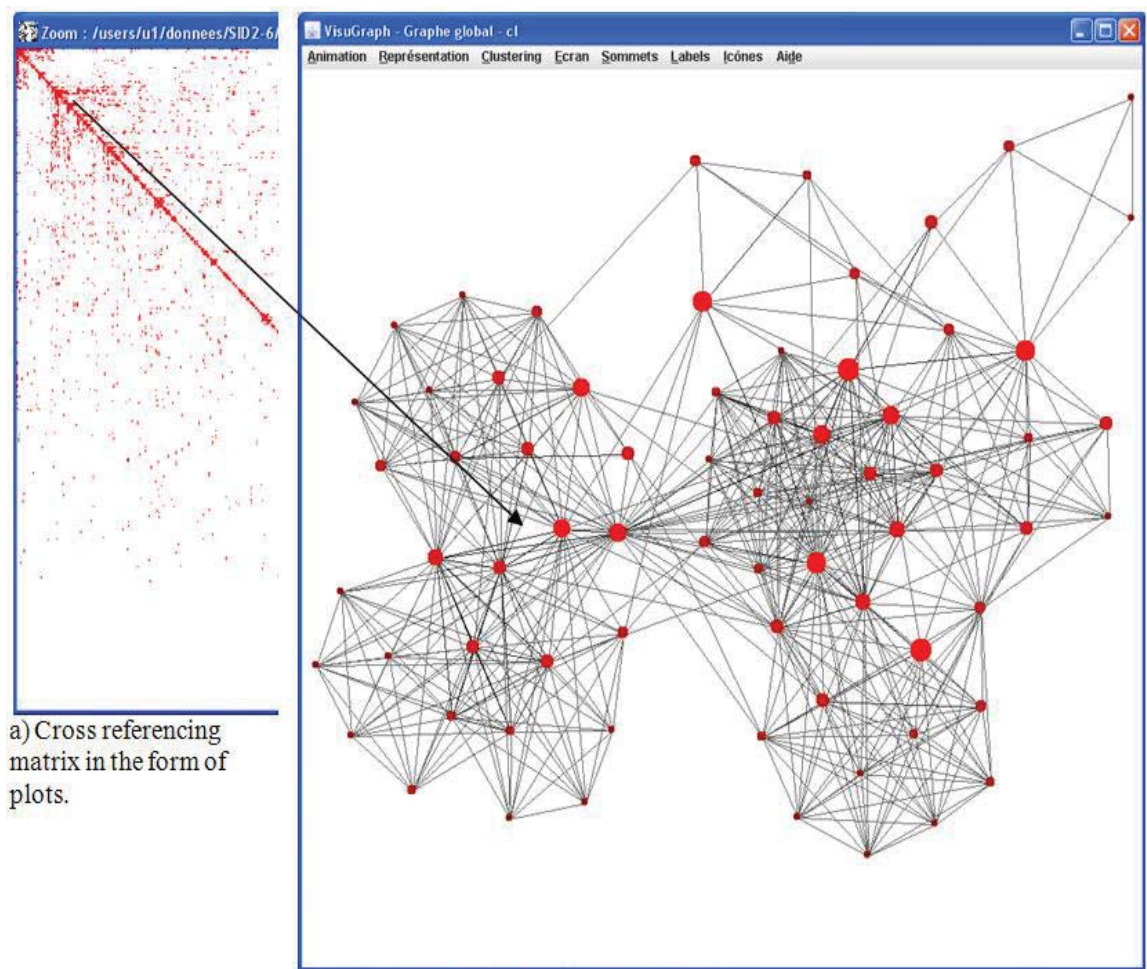 Zoom : /users/u1/donnees/SID2-6/
VisuGraph - Graphe global - cl
Animation Représentation Clustering Ecran Sommets Labels Icónes Aide
a) Cross referencing
matrix in the form of
plots.